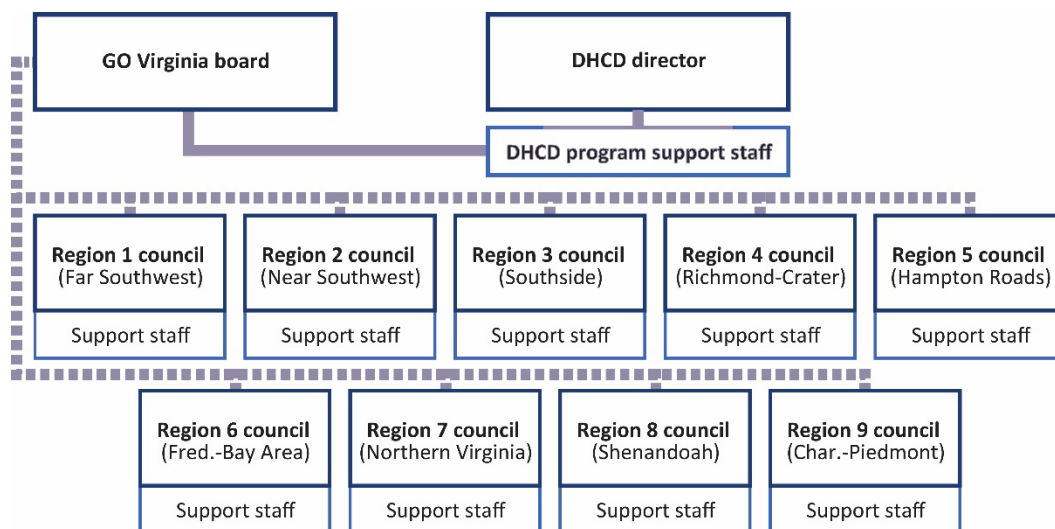 GO Virginia board
DHCD director
DHCD program support staff
Region 1 council
(Far Southwest)
Support staff
Region 2 council
(Near Southwest)
Support staff
Region 3 council
(Southside)
Support staff
Region 4 council
(Richmond-Crater)
Support staff
Region 5 council
(Hampton Roads)
Support staff
Region 6 council
(Fred.-Bay Area)
Support staff
Region 7 council
(Northern Virginia)
Support staff
Region 8 council
(Shenandoah)
Support staff
Region 9 council
(Char.-Piedmont)
Support staff